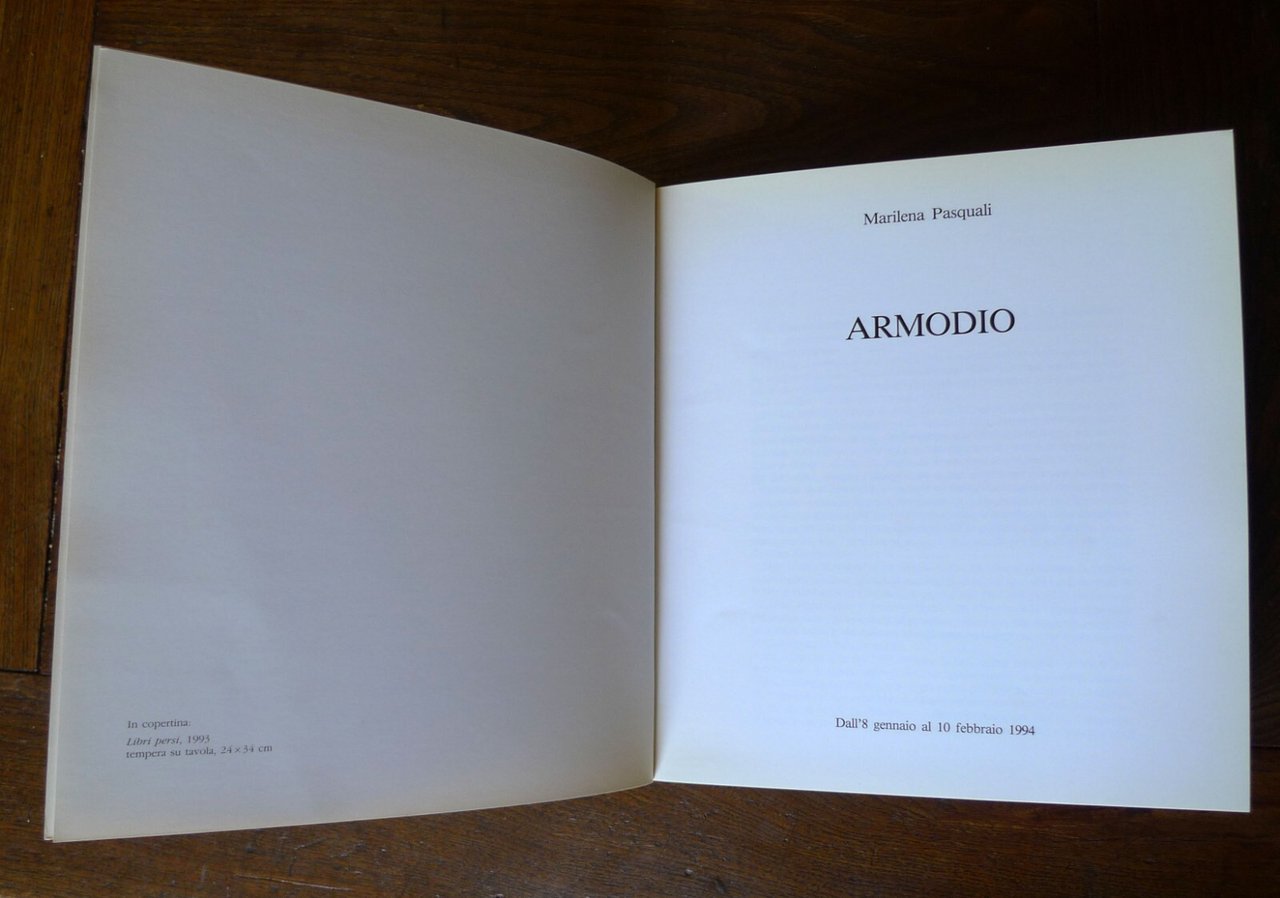 In copertina:
Libri persi, 1993
tempera su tavola, 24 × 34 cm
Marilena Pasquali
ARMODIO
Dall'8 gennaio al 10 febbraio 1994